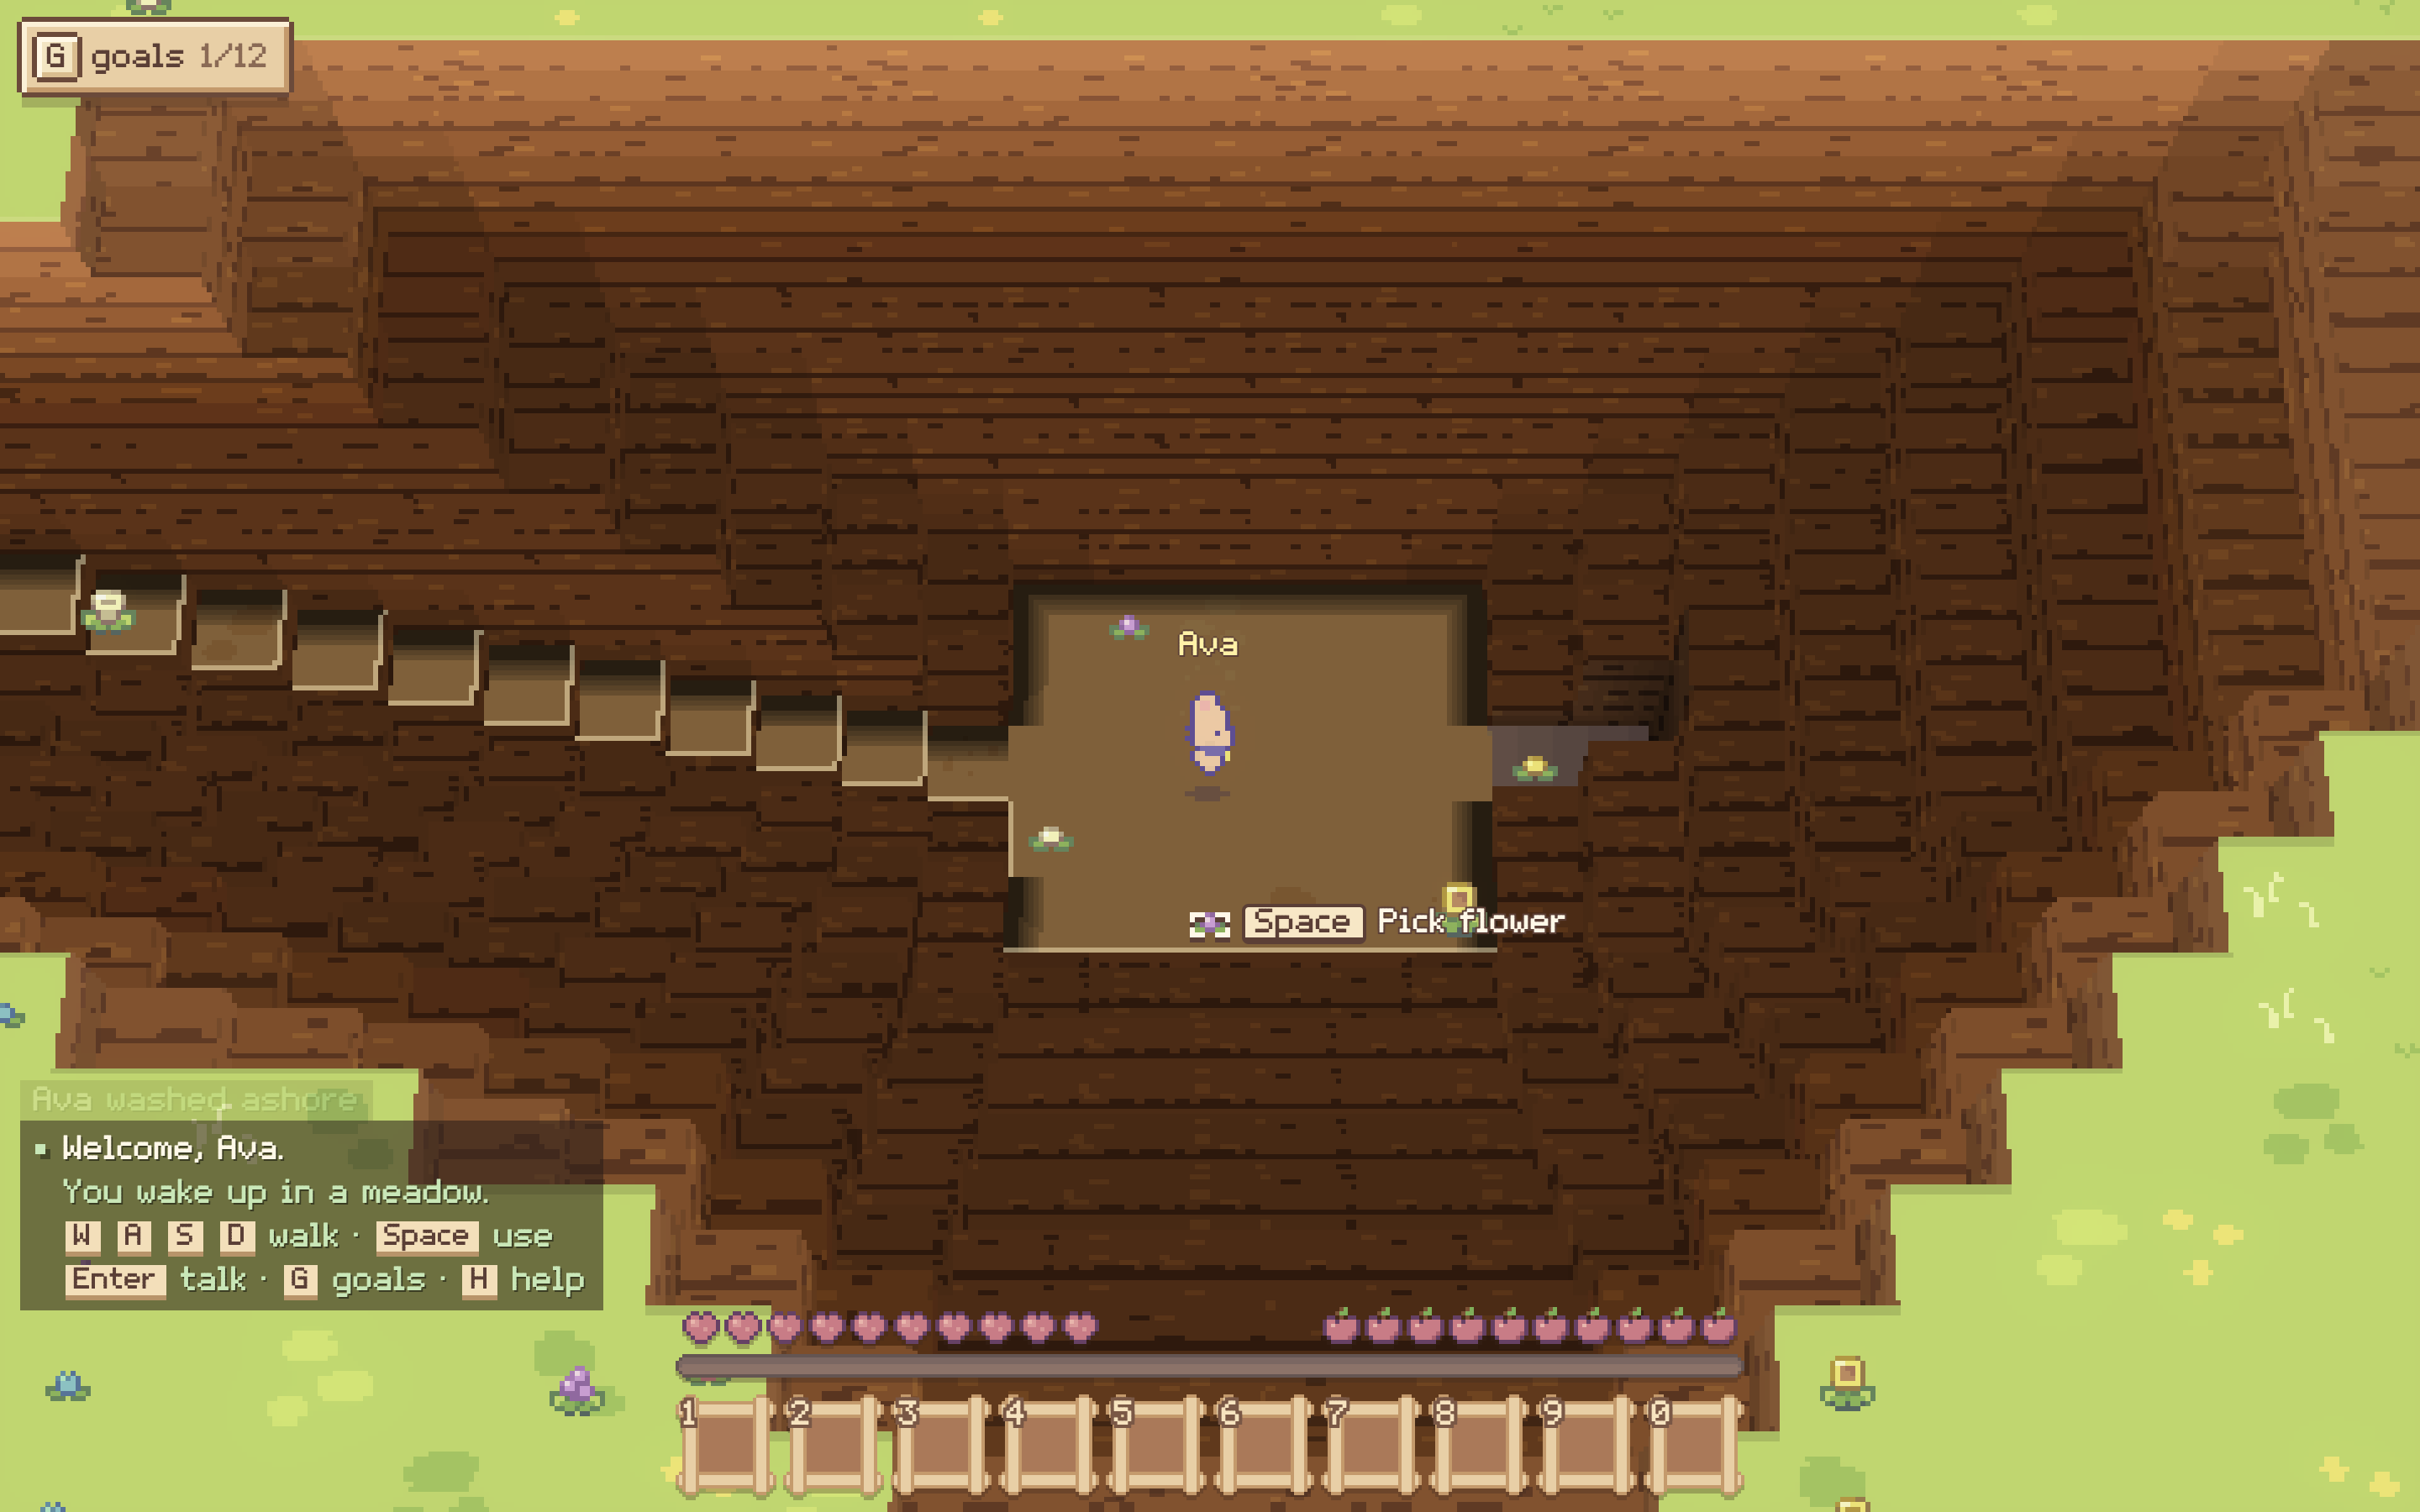 G goals 1/12
Ava
Space Pick flower
Ava washed ashore
Welcome, Ava.
You wake up in a meadow.
W A S D walk · Space use
Enter talk · G goals · H help
1 2 3 4 5 6 7 8 9 0